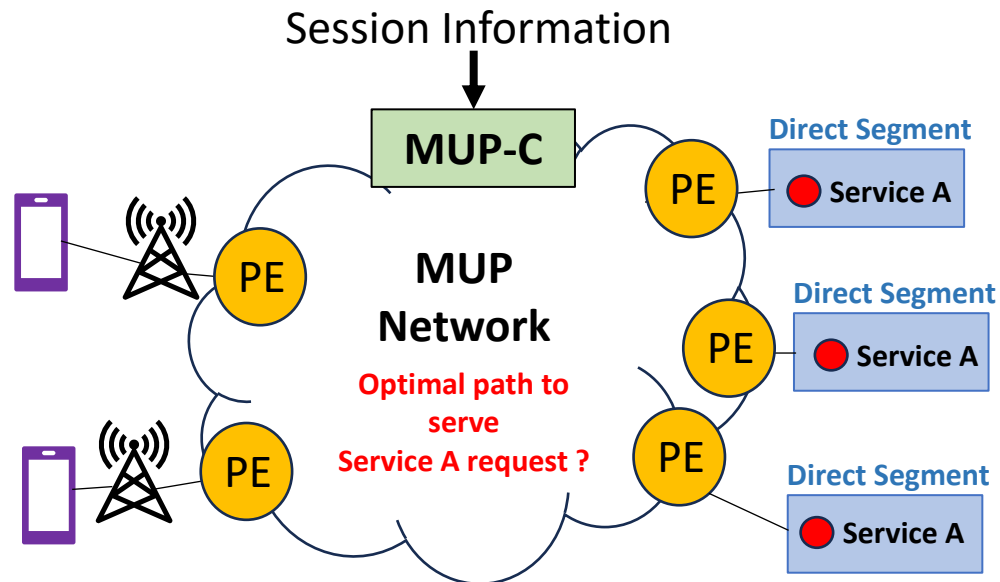 Session Information
MUP-C
Direct Segment
PE
Service A
PE
MUP
Network
Direct Segment
PE
Service A
Optimal path to
serve
Service A request ?
PE
PE
Direct Segment
Service A